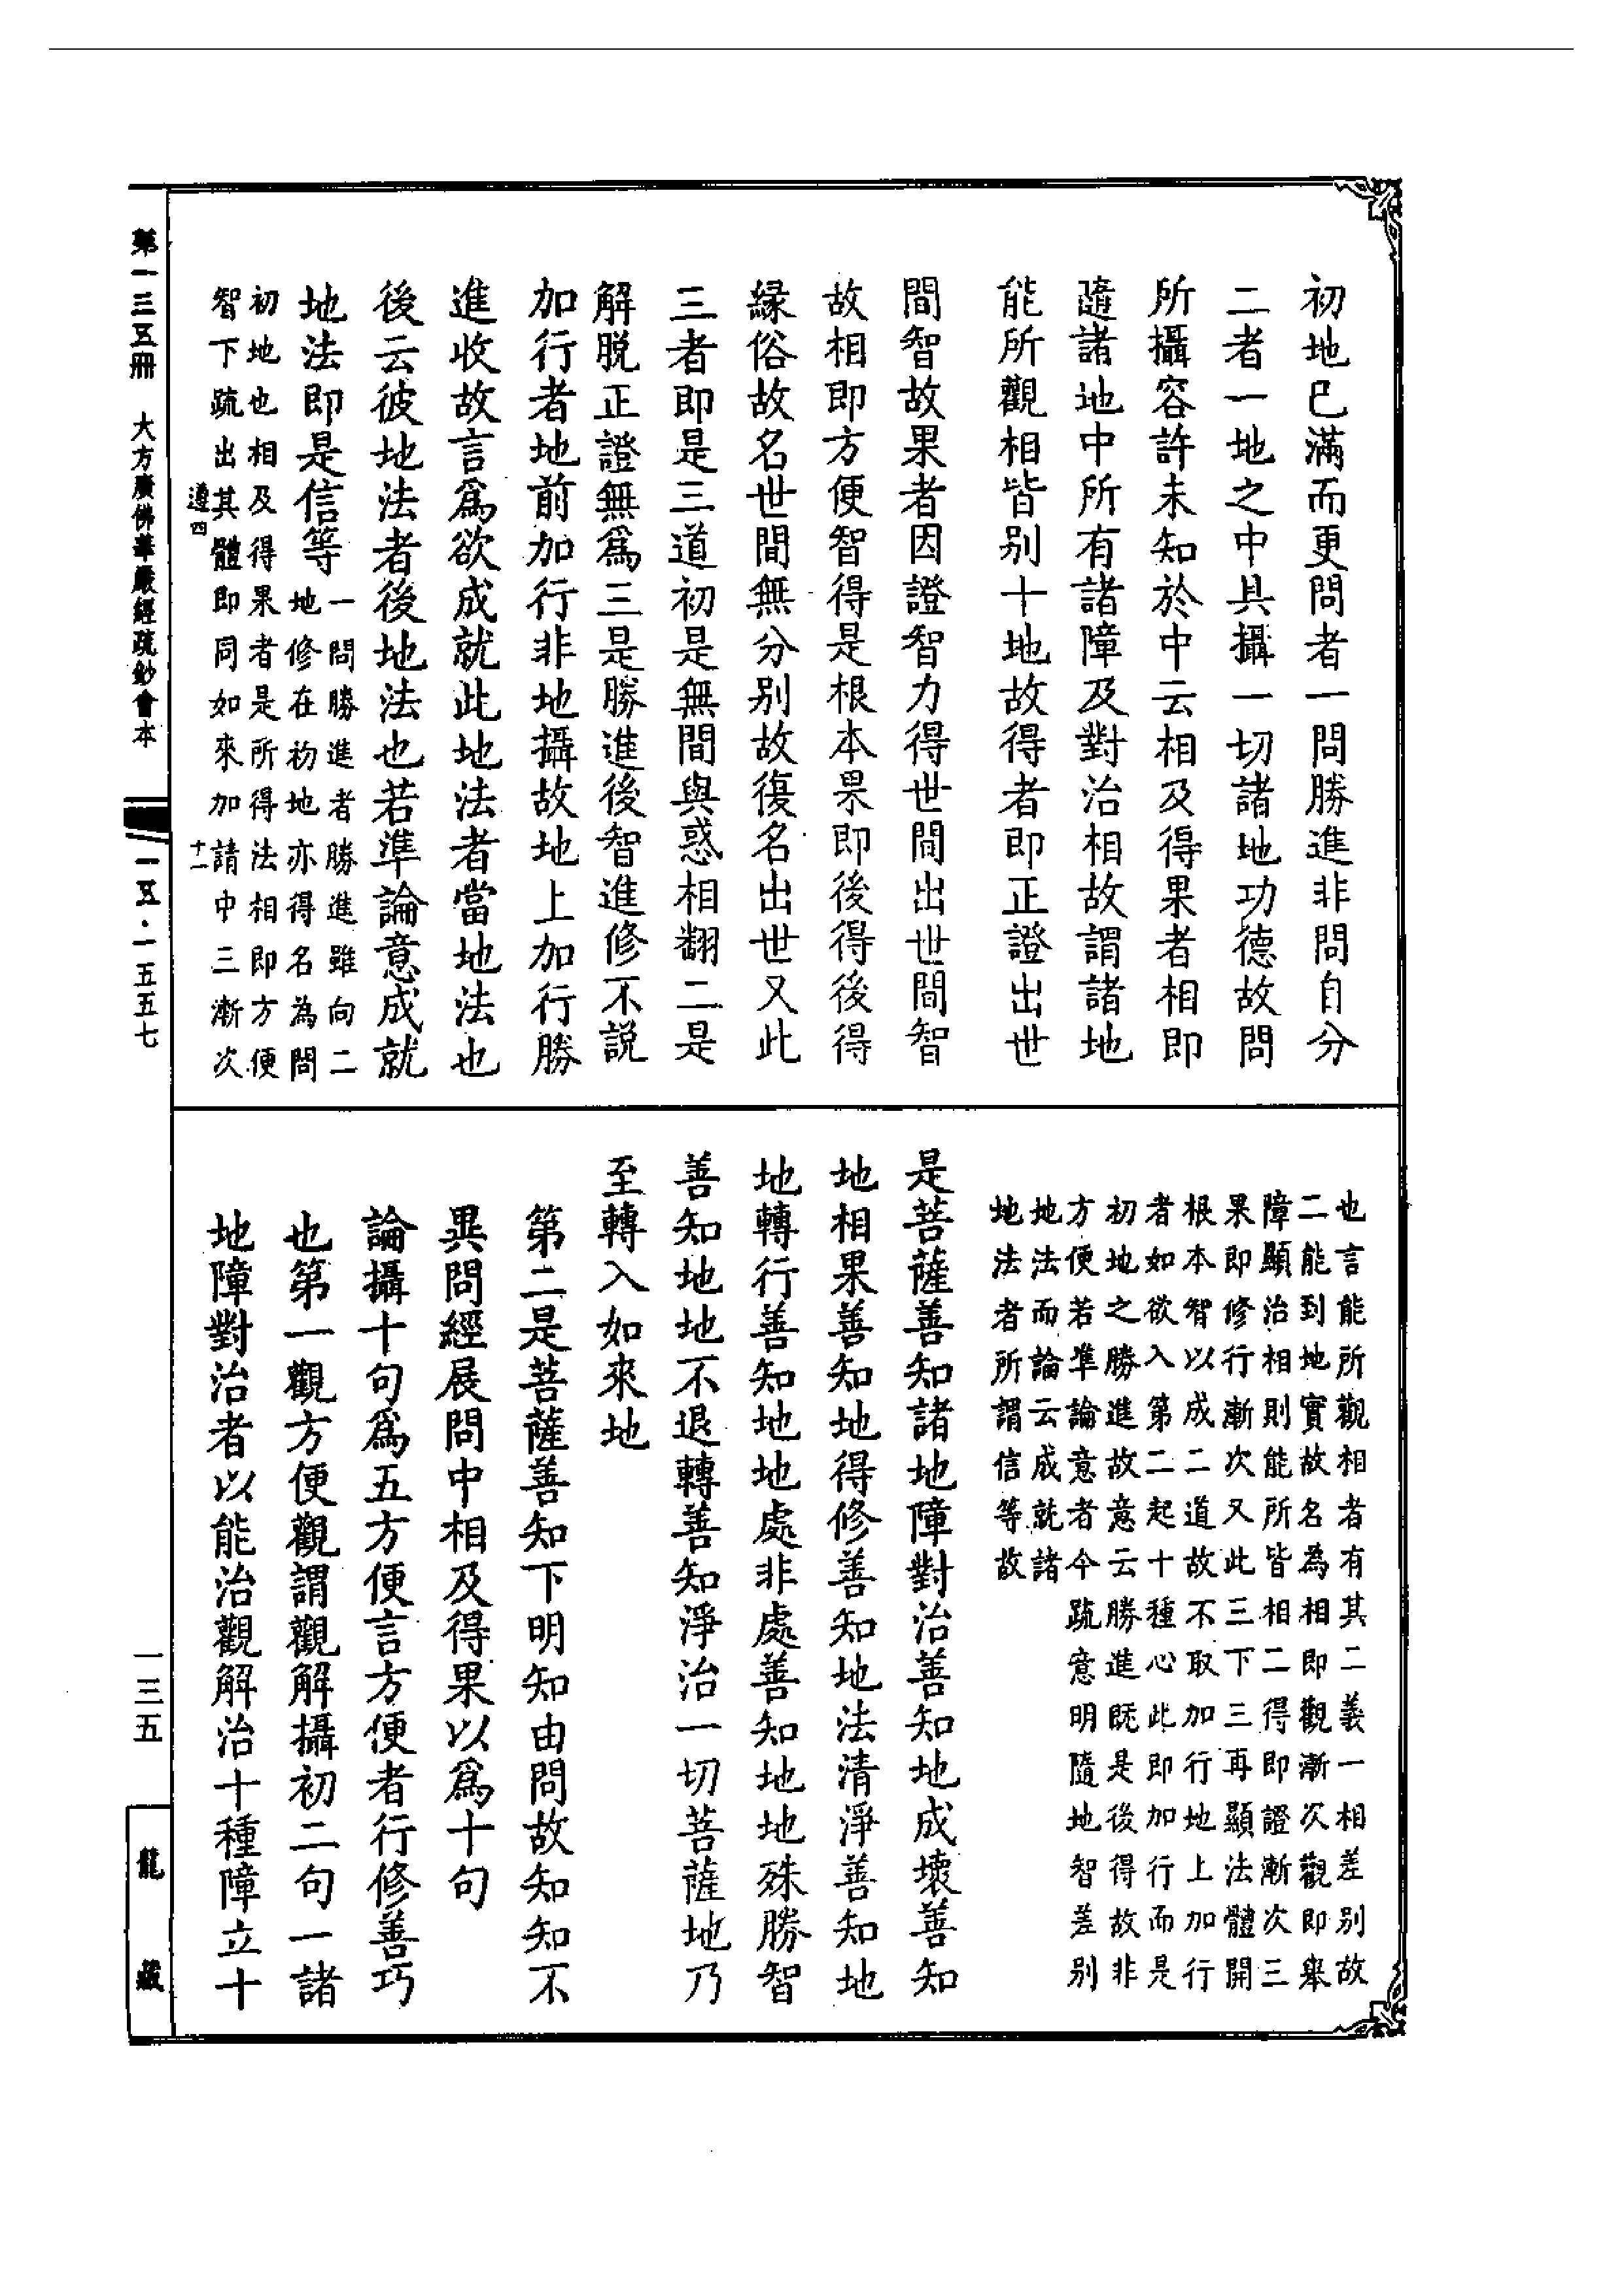 初地巳滿而更問者一問勝進非問自分
二者一地之中具攝一切諸地功德故問
所攝容許未知於中云相及得果者相即
隨諸地中所有諸障及對治相故謂諸地
能所觀相皆别十地故得者即正證出世
間智故果者因證智力得世間出世間智
故相即方便智得是根本果即後得後得
緣俗故名世間無分别故復名出世又此
三者即是三道初是無間與惑相翻二是
解脱正證無爲三是勝進後智進修不説
加行者地前加行非地攝故地上加行勝
進收故言爲欲成就此地法者當地法也
後云彼地法者後地法也若準論意成就
地法即是信等
一問勝進者勝進雖向二
地修在初地亦得名為問
初地也相及得果者是所得法相即方便
智下疏出其體即同如來加請中三漸次
也言能所觀相者有其二義一相差别故
二能到地實故名為相即觀漸次觀即舉
障顯治相則能所皆相二得即證漸次三
果即修行漸次又此三下三再顯法體開
根本智以成二道故不取加行地上加行
者如欲入第二起十種心此即加行而是
初地之勝進故意云勝進旣是後得故非
方便若準論意者今疏意明隨地智差别
地法而論云成就諸
地法者所謂信等故
是菩薩善知諸地障對治善知地成壞善知
地相果善知地得修善知地法清淨善知地
地轉行善知地地處非處善知地地殊勝智
善知地地不退轉善知淨治一切菩薩地乃
至轉入如來地
第二是菩薩善知下明知由問故知知不
異問經展問中相及得果以爲十句
論攝十句爲五方便言方便者行修善巧
也第一觀方便觀謂觀解攝初二句一諸
地障對治者以能治觀解治十種障立十
第一三五冊　大方廣佛華嚴經疏鈔會本
遵四
十一
一五・一五五七
一三五
龍藏